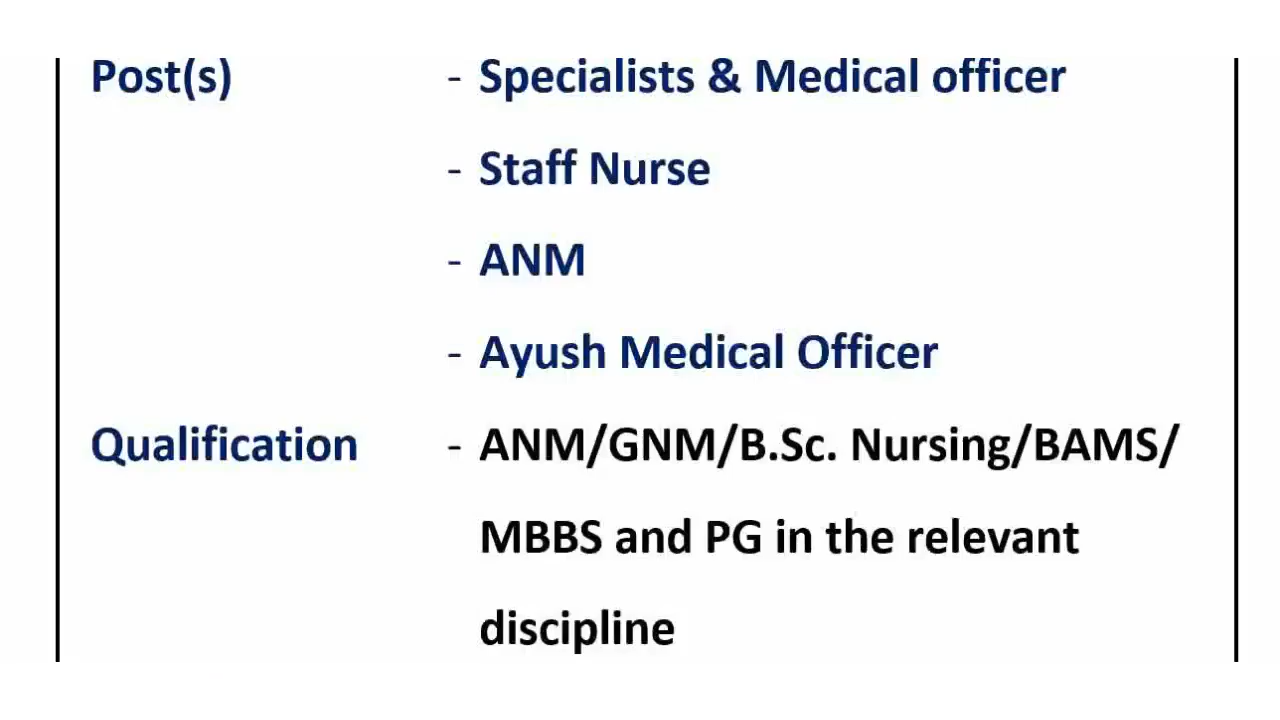 Post(s) - Specialists & Medical officer
- Staff Nurse
- ANM
- Ayush Medical Officer
Qualification - ANM/GNM/B.Sc. Nursing/BAMS/
MBBS and PG in the relevant
discipline